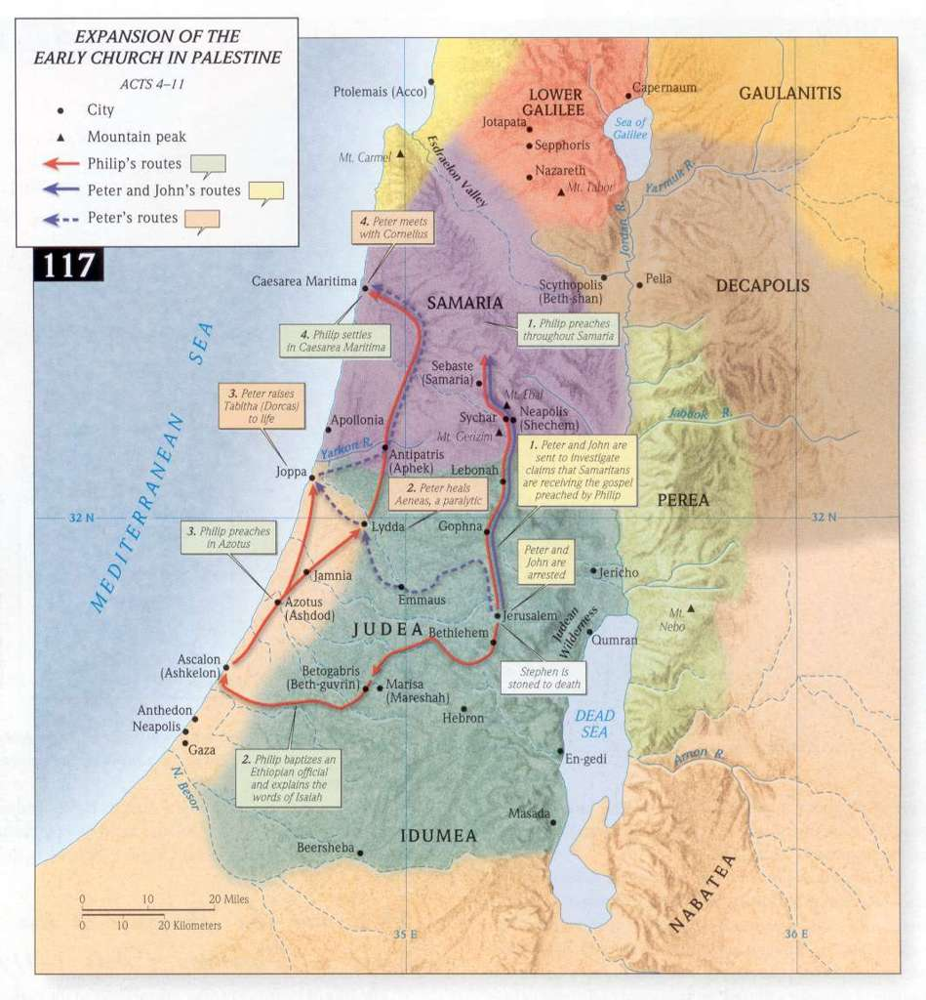 EXPANSION OF THE
EARLY CHURCH IN PALESTINE
ACTS 4–11
City
Mountain peak
Philip's routes
Peter and John's routes
Peter's routes
117
Ptolemais (Acco)
LOWER
GALILEE
Capernaum
GAULANITIS
Jotapata
Sea of
Galilee
Sepphoris
Mt. Carmel
Esdraelon Valley
Nazareth
Mt. Tabor
Yarmuk R.
Jordan R.
4. Peter meets
with Cornelius
Caesarea Maritima
Scythopolis
(Beth-shan)
Pella
DECAPOLIS
SAMARIA
4. Philip settles
in Caesarea Maritima
1. Philip preaches
throughout Samaria
MEDITERRANEAN SEA
Sebaste
(Samaria)
3. Peter raises
Tabitha (Dorcas)
to life
Mt. Ebal
Sychar
Neapolis
(Shechem)
Jabbok R.
Apollonia
Mt. Gerizim
Yarkon R.
Antipatris
(Aphek)
1. Peter and John are
sent to investigate
claims that Samaritans
are receiving the gospel
preached by Philip
Joppa
Lebonah
2. Peter heals
Aeneas, a paralytic
PEREA
32 N
32 N
Lydda
Gophna
3. Philip preaches
in Azotus
Peter and
John are
arrested
Jamnia
Jericho
Emmaus
Azotus
(Ashdod)
Jerusalem
Mt.
Nebo
JUDEA
Bethlehem
Judean
Wilderness
Qumran
Ascalon
(Ashkelon)
Betogabris
(Beth-guvrin)
Marisa
(Mareshah)
Stephen is
stoned to death
Anthedon
Hebron
DEAD
SEA
Neapolis
Gaza
2. Philip baptizes an
Ethiopian official
and explains the
words of Isaiah
En-gedi
Arnon R.
N. Besor
Masada
IDUMEA
Beersheba
NABATEA
0 10 20 Miles
0 10 20 Kilometers
35 E
36 E